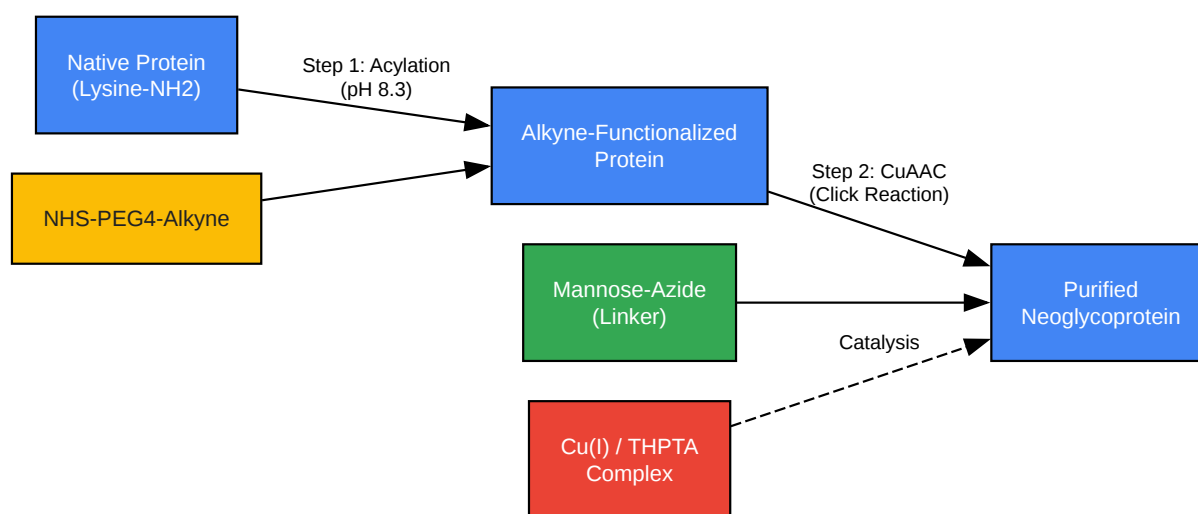 Native Protein
(Lysine-NH2)
Step 1: Acylation
(pH 8.3)
NHS-PEG4-Alkyne
Alkyne-Functionalized
Protein
Step 2: CuAAC
(Click Reaction)
Mannose-Azide
(Linker)
Purified
Neoglycoprotein
Catalysis
Cu(I) / THPTA
Complex